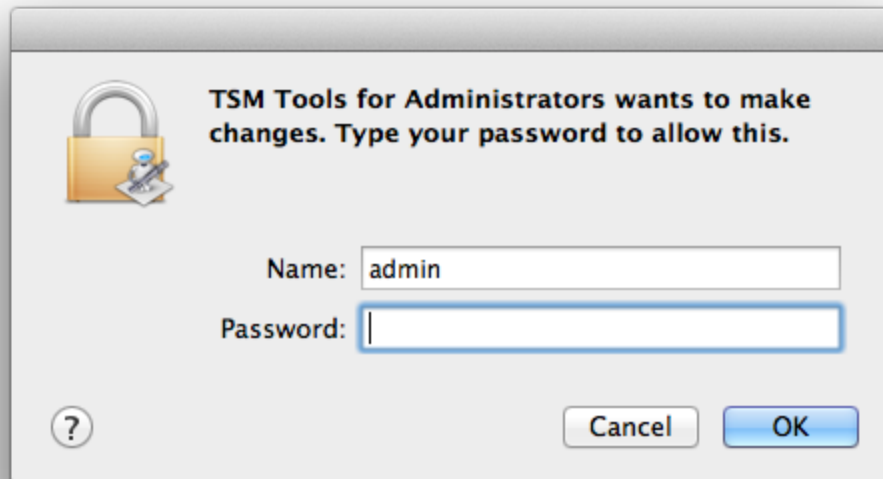 TSM Tools for Administrators wants to make
changes. Type your password to allow this.
Name: admin
Password:
? Cancel OK